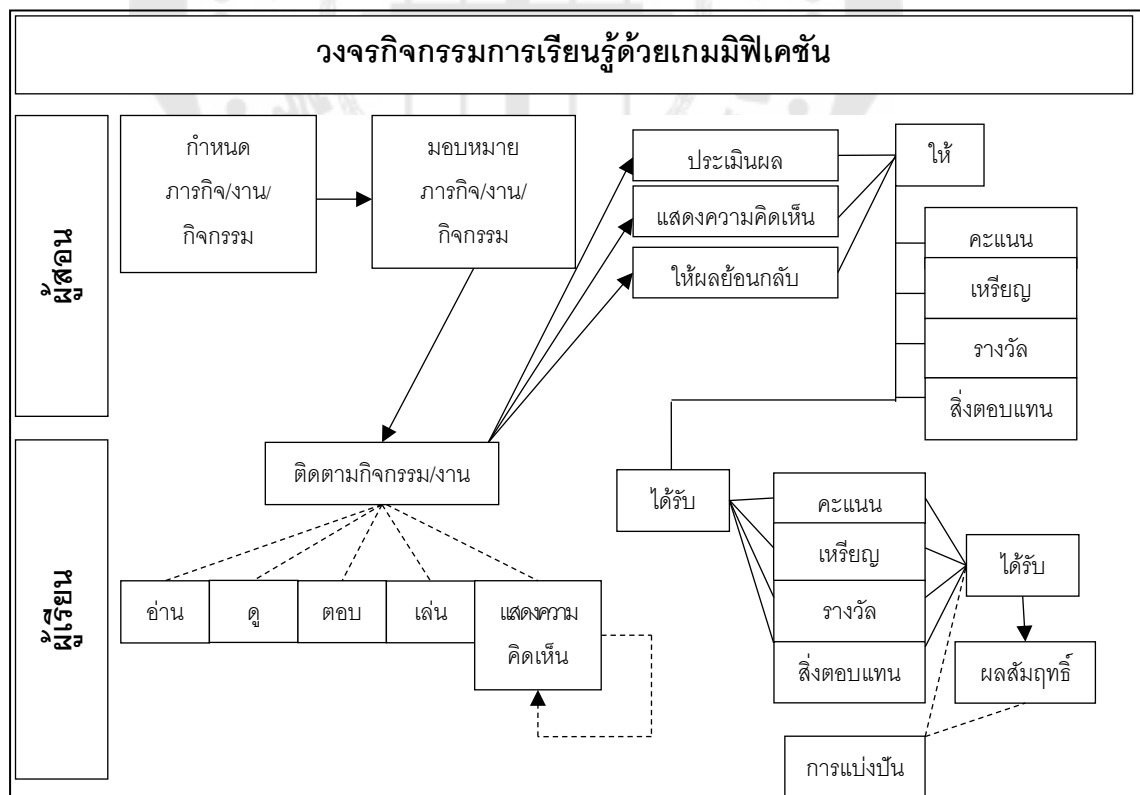 วงจรกิจกรรมการเรียนรู้ด้วยเกมมิฟิเคชัน
ผู้สอน
กำหนด
ภารกิจ/งาน/
กิจกรรม
มอบหมาย
ภารกิจ/งาน/
กิจกรรม
ประเมินผล
แสดงความคิดเห็น
ให้ผลย้อนกลับ
ให้
คะแนน
เหรียญ
รางวัล
สิ่งตอบแทน
ผู้เรียน
ติดตามกิจกรรม/งาน
อ่าน
ดู
ตอบ
เล่น
แสดงความ
คิดเห็น
ได้รับ
คะแนน
เหรียญ
รางวัล
สิ่งตอบแทน
ได้รับ
ผลสัมฤทธิ์
การแบ่งปัน